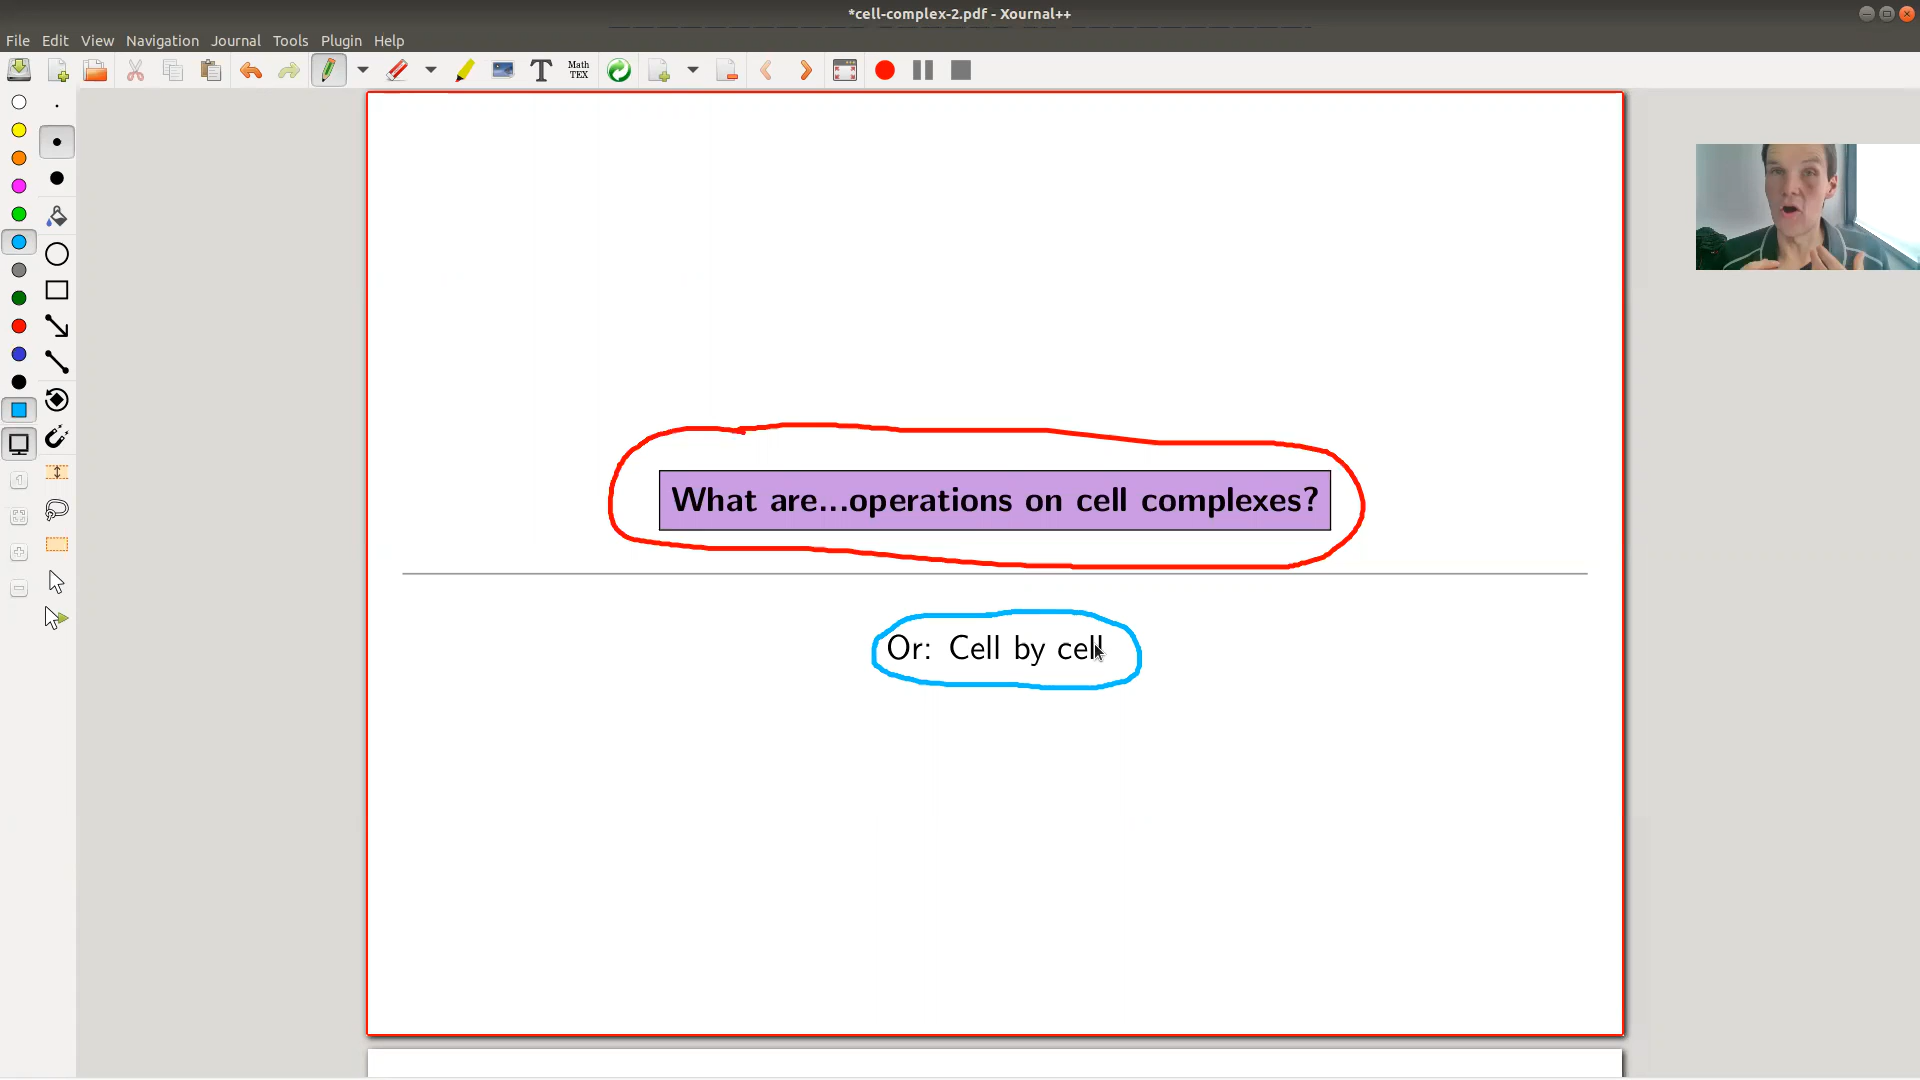 *cell-complex-2.pdf - Xournal++
File Edit View Navigation Journal Tools Plugin Help
Math
TEX
What are...operations on cell complexes?
Or: Cell by cell